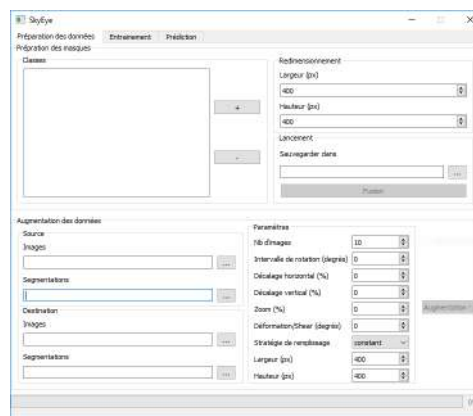 SkyEye
Préparation des données Entrainement Prédiction
Prépration des masques
Classes
+
-
Redimensionnement
Largeur (px)
400
Hauteur (px)
400
Lancement
Sauvegarder dans
...
Fusion
Augmentation des données
Source
Images
...
Segmentations
...
Destination
Images
...
Segmentations
...
Paramètres
Nb d'images 10
Intervalle de rotation (degrés) 0
Décalage horizontal (%) 0
Décalage vertical (%) 0
Zoom (%) 0
Déformation/Shear (degrés) 0
Stratégie de remplissage constant
Largeur (px) 400
Hauteur (px) 400
Augmentation